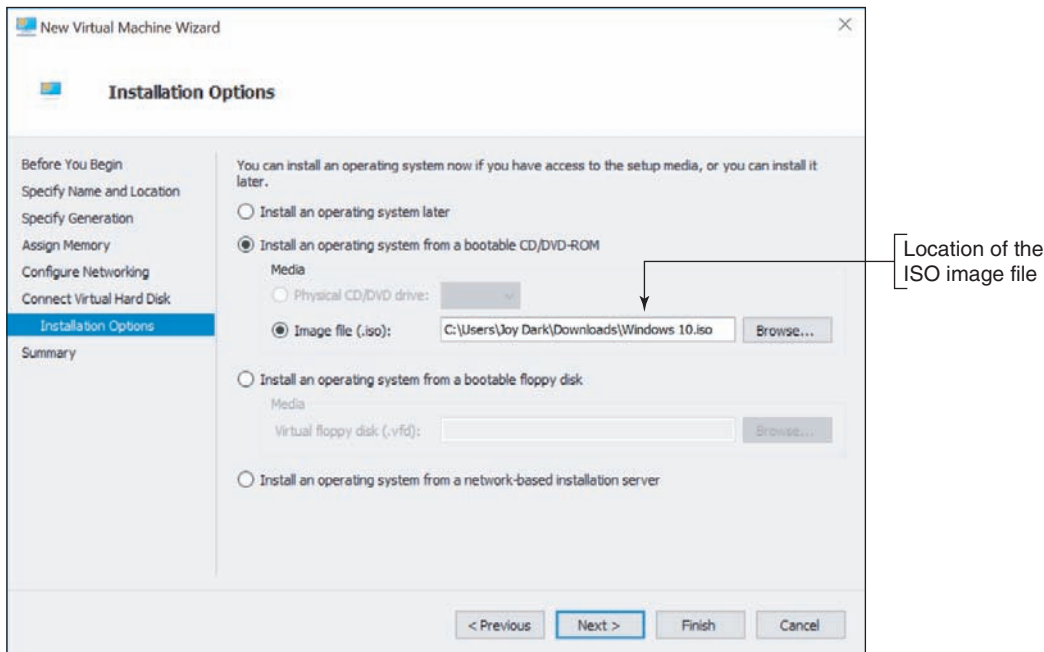 New Virtual Machine Wizard
Installation Options
Before You Begin
Specify Name and Location
Specify Generation
Assign Memory
Configure Networking
Connect Virtual Hard Disk
Installation Options
Summary
You can install an operating system now if you have access to the setup media, or you can install it
later.
Install an operating system later
Install an operating system from a bootable CD/DVD-ROM
Media
Physical CD/DVD drive:
Image file (.iso):
C:\Users\Joy Dark\Downloads\Windows 10.iso
Browse...
Install an operating system from a bootable floppy disk
Media
Virtual floppy disk (.vfd):
Browse...
Install an operating system from a network-based installation server
< Previous
Next >
Finish
Cancel
Location of the
ISO image file